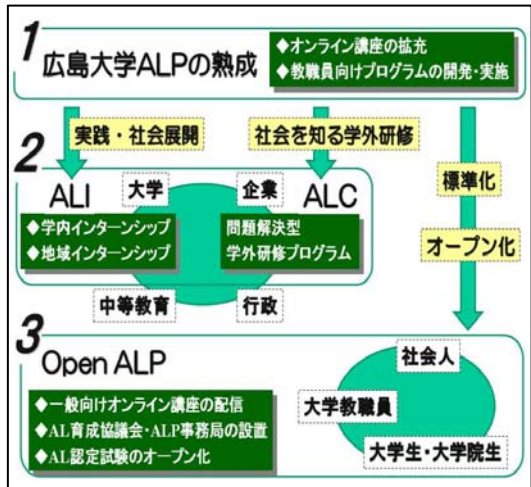 1
広島大学ALPの熟成
◆オンライン講座の拡充
◆教職員向けプログラムの開発・実施
実践・社会展開
社会を知る学外研修
標準化
オープン化
2
ALI
大学
企業
ALC
◆学内インターンシップ
◆地域インターンシップ
問題解決型
学外研修プログラム
中等教育
行政
3
Open ALP
◆一般向けオンライン講座の配信
◆AL育成協議会・ALP事務局の設置
◆AL認定試験のオープン化
社会人
大学教職員
大学生・大学院生